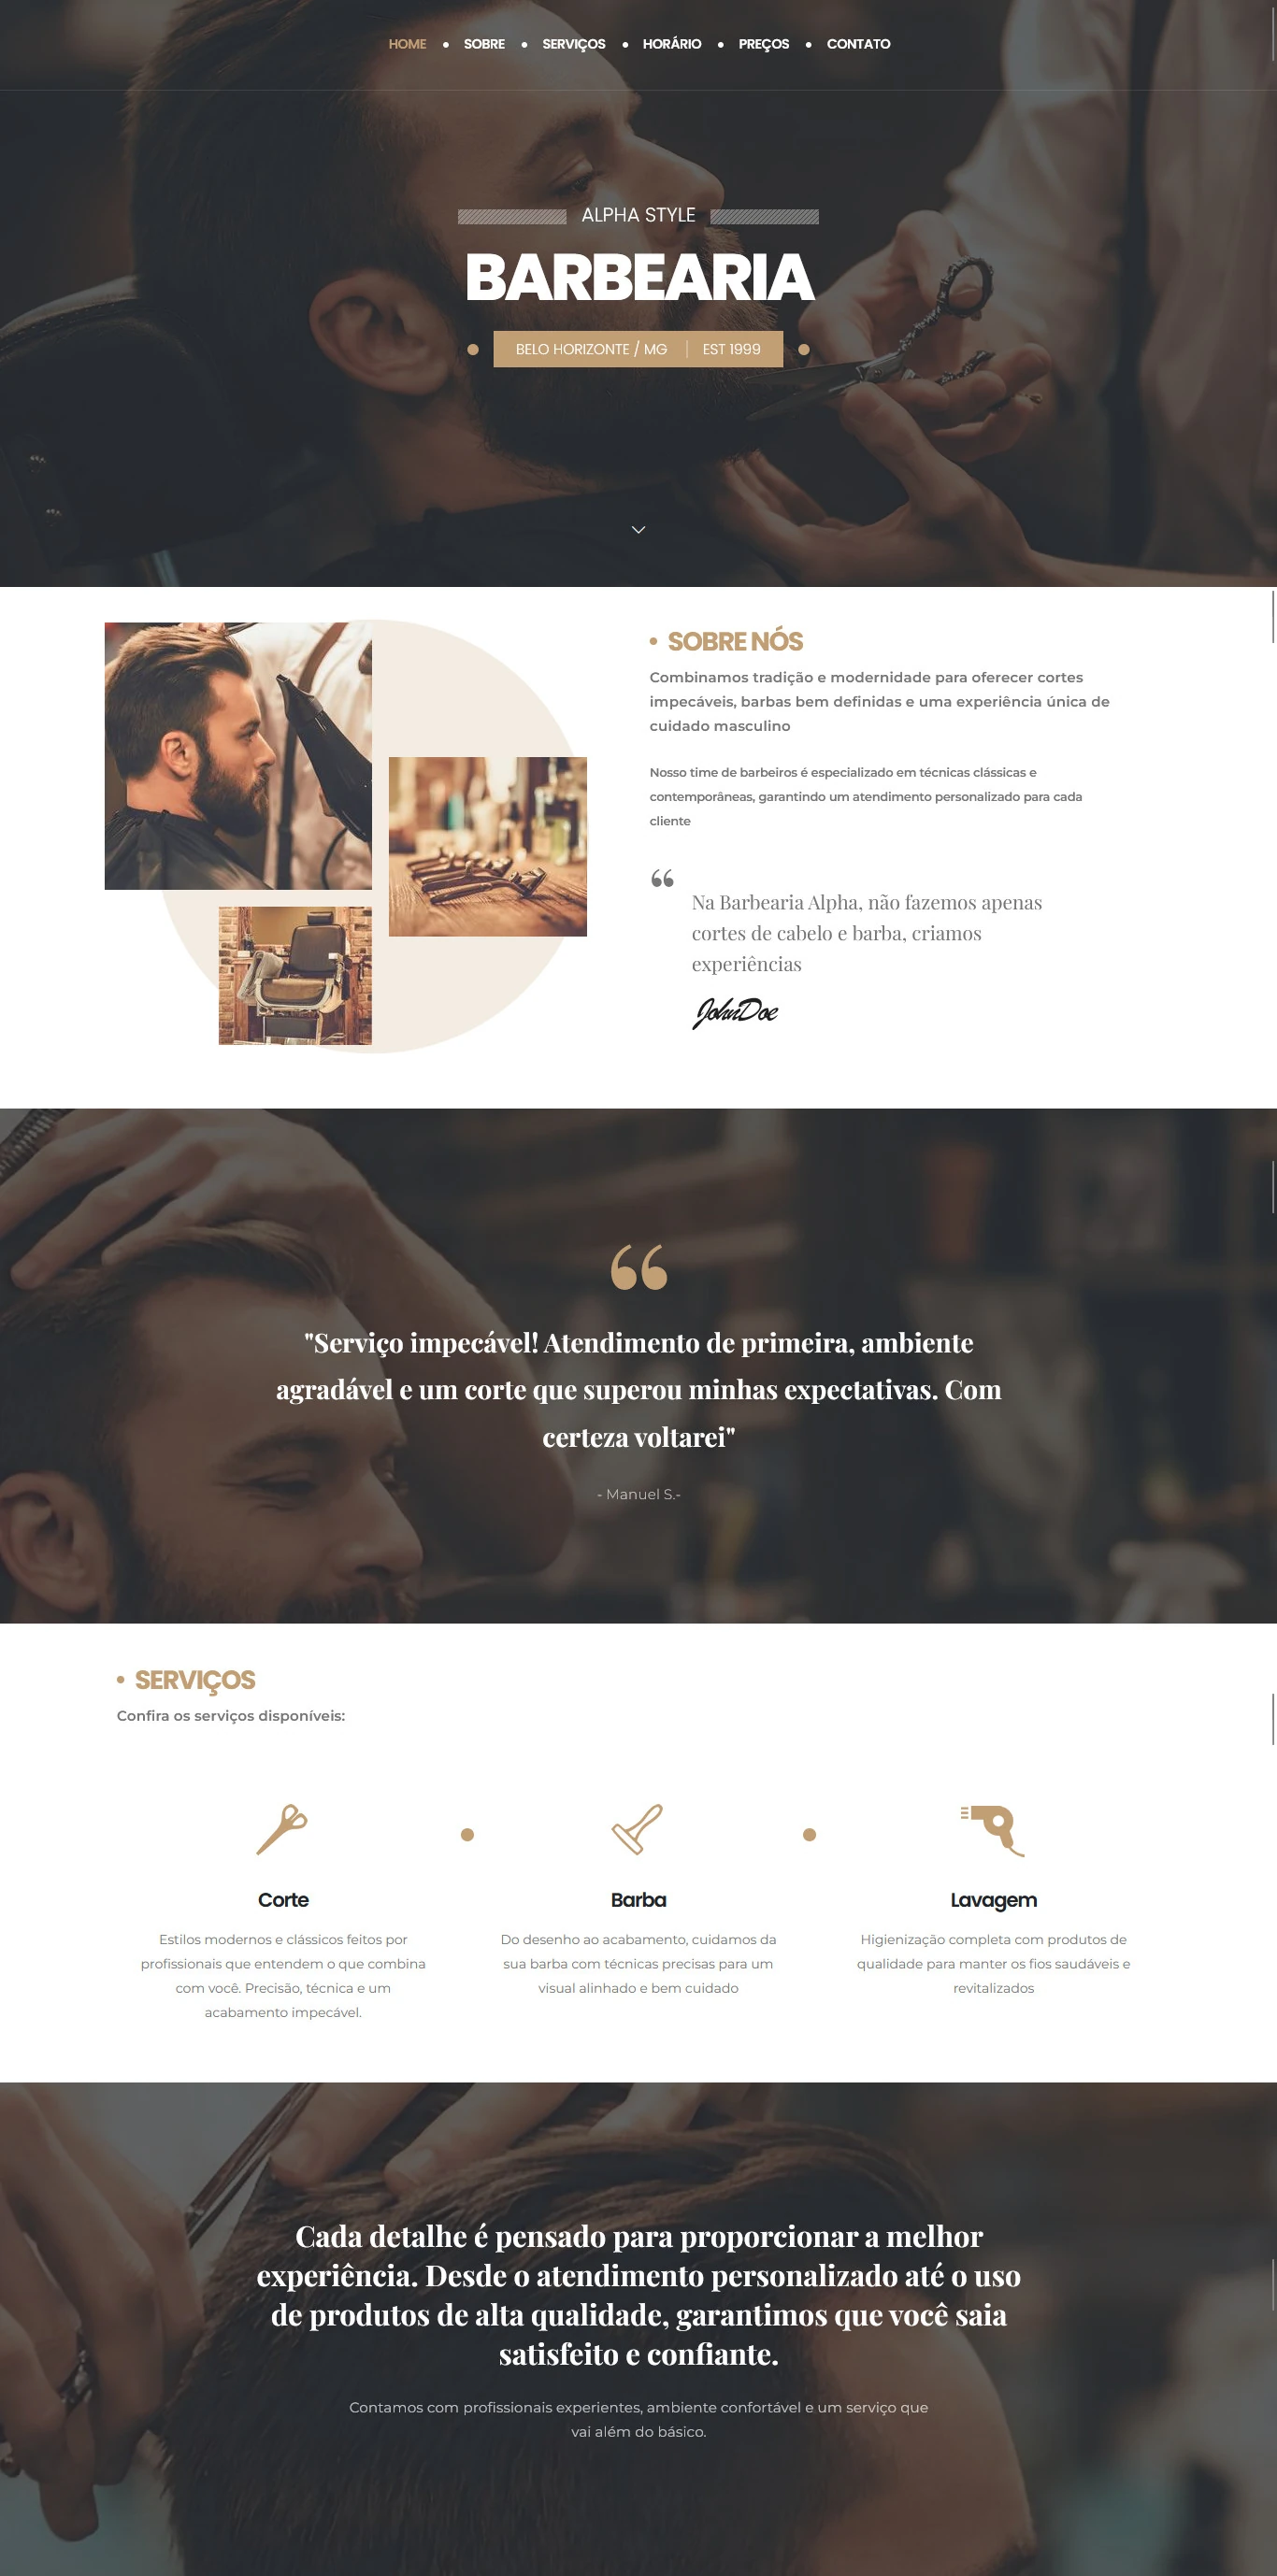 HOME • SOBRE • SERVIÇOS • HORÁRIO • PREÇOS • CONTATO
ALPHA STYLE
BARBEARIA
BELO HORIZONTE / MG | EST 1999
• SOBRE NÓS
Combinamos tradição e modernidade para oferecer cortes
impecáveis, barbas bem definidas e uma experiência única de
cuidado masculino
Nosso time de barbeiros é especializado em técnicas clássicas e
contemporâneas, garantindo um atendimento personalizado para cada
cliente
“
Na Barbearia Alpha, não fazemos apenas
cortes de cabelo e barba, criamos
experiências
JohnDoe
“
"Serviço impecável! Atendimento de primeira, ambiente
agradável e um corte que superou minhas expectativas. Com
certeza voltarei"
- Manuel S.-
• SERVIÇOS
Confira os serviços disponíveis:
Corte
Estilos modernos e clássicos feitos por
profissionais que entendem o que combina
com você. Precisão, técnica e um
acabamento impecável.
Barba
Do desenho ao acabamento, cuidamos da
sua barba com técnicas precisas para um
visual alinhado e bem cuidado
Lavagem
Higienização completa com produtos de
qualidade para manter os fios saudáveis e
revitalizados
Cada detalhe é pensado para proporcionar a melhor
experiência. Desde o atendimento personalizado até o uso
de produtos de alta qualidade, garantimos que você saia
satisfeito e confiante.
Contamos com profissionais experientes, ambiente confortável e um serviço que
vai além do básico.